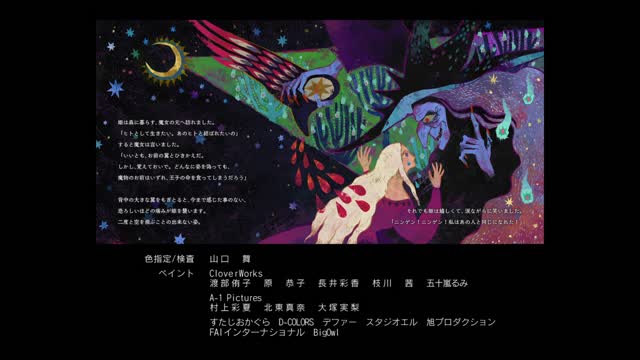 姫は森に暮らす、魔女の元へ訪れました。
「ヒトとして生きたい。あのヒトと結ばれたいの」
すると魔女は言いました。
「いいとも、お前の翼とひきかえだ。
しかし、覚えておいで。どんなに姿を偽っても、
魔物のお前はいずれ、王子の命を食ってしまうだろう」
背中の大きな翼をもぎとると、今まで感じた事のない、
恐ろしいほどの痛みが姫を襲います。
二度と空を飛ぶことの出来ない姿。
それでも姫は嬉しくて、涙ながらに笑いました。
「ニンゲン！ニンゲン！私はあの人と同じになれた！」
色指定/検査 山口 舞
ペイント CloverWorks
渡部侑子 原 恭子 長井彩香 枝川 茜 五十嵐るみ
A-1 Pictures
村上彩夏 北東真奈 大塚実梨
すたじおかぐら D-COLORS デファー スタジオエル 旭プロダクション
FAIインターナショナル BigOwl